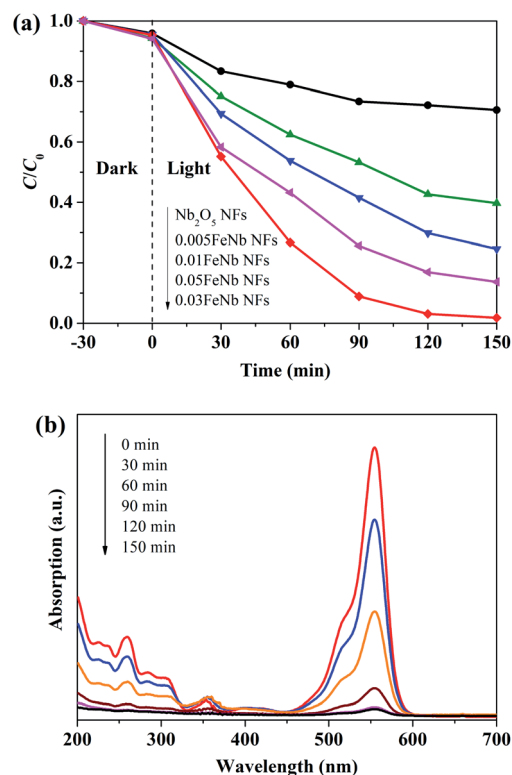 (a)
1.0
0.8
0.6
0.4
0.2
0.0
C/C₀
Dark
Light
Nb₂O₅ NFs
0.005FeNb NFs
0.01FeNb NFs
0.05FeNb NFs
0.03FeNb NFs
-30 0 30 60 90 120 150
Time (min)
(b)
0 min
30 min
60 min
90 min
120 min
150 min
Absorption (a.u.)
200 300 400 500 600 700
Wavelength (nm)